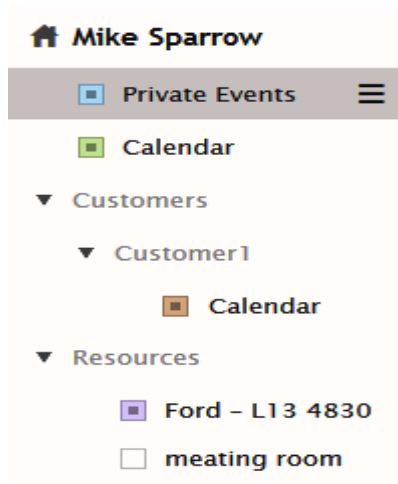 Mike Sparrow
Private Events
Calendar
Customers
Customer1
Calendar
Resources
Ford – L13 4830
meating room